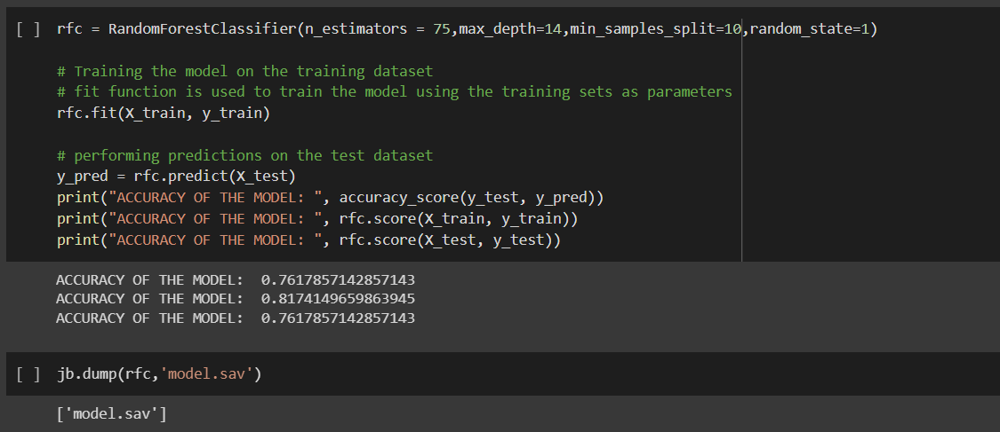 [ ] rfc = RandomForestClassifier(n_estimators = 75,max_depth=14,min_samples_split=10,random_state=1)
# Training the model on the training dataset
# fit function is used to train the model using the training sets as parameters
rfc.fit(X_train, y_train)
# performing predictions on the test dataset
y_pred = rfc.predict(X_test)
print("ACCURACY OF THE MODEL: ", accuracy_score(y_test, y_pred))
print("ACCURACY OF THE MODEL: ", rfc.score(X_train, y_train))
print("ACCURACY OF THE MODEL: ", rfc.score(X_test, y_test))
ACCURACY OF THE MODEL:  0.7617857142857143
ACCURACY OF THE MODEL:  0.8174149659863945
ACCURACY OF THE MODEL:  0.7617857142857143
[ ] jb.dump(rfc,'model.sav')
['model.sav']